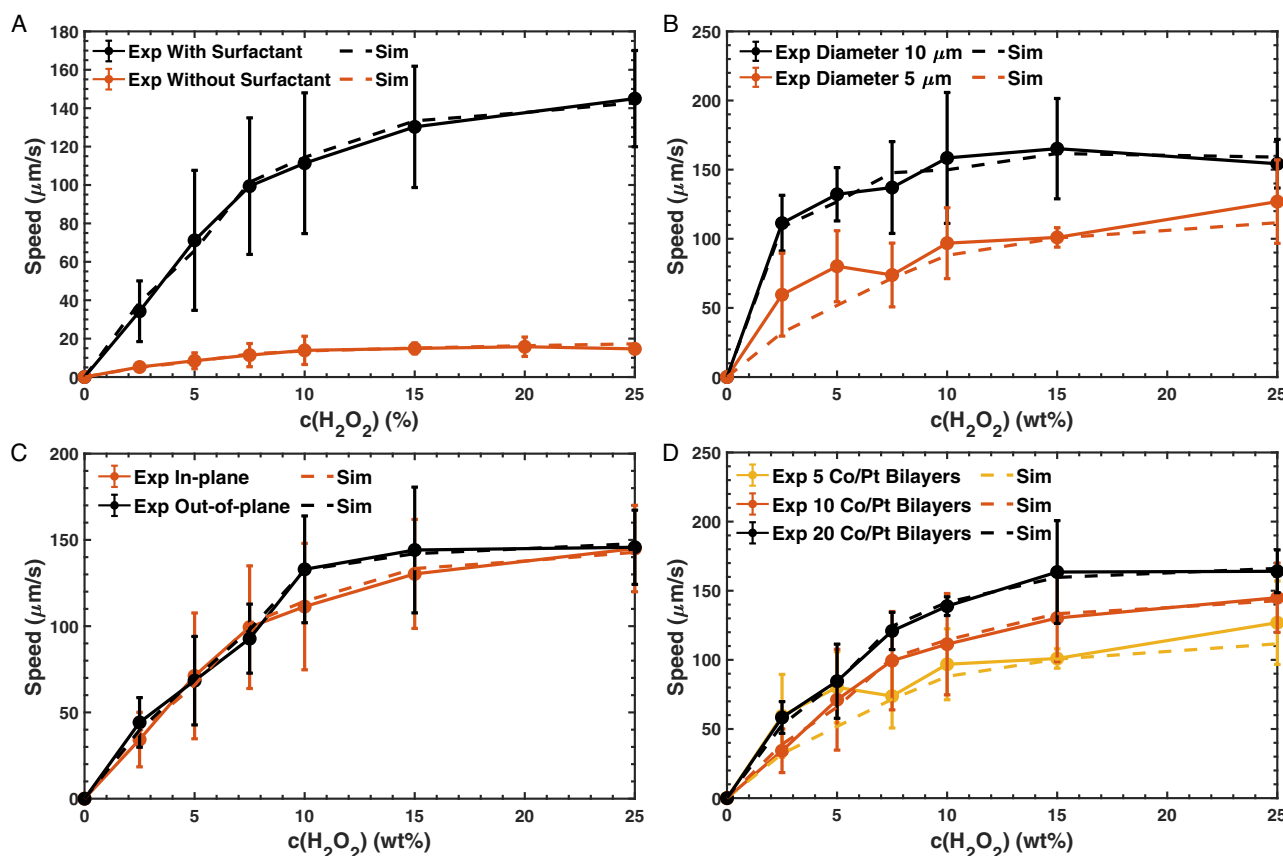 A
Exp With Surfactant Sim
Exp Without Surfactant Sim
Speed (μm/s)
180
160
140
120
100
80
60
40
20
0
0 5 10 15 20 25
c(H₂O₂) (%)
B
Exp Diameter 10 μm Sim
Exp Diameter 5 μm Sim
Speed (μm/s)
250
200
150
100
50
0
0 5 10 15 20 25
c(H₂O₂) (wt%)
C
Exp In-plane Sim
Exp Out-of-plane Sim
Speed (μm/s)
200
150
100
50
0
0 5 10 15 20 25
c(H₂O₂) (wt%)
D
Exp 5 Co/Pt Bilayers Sim
Exp 10 Co/Pt Bilayers Sim
Exp 20 Co/Pt Bilayers Sim
Speed (μm/s)
250
200
150
100
50
0
0 5 10 15 20 25
c(H₂O₂) (wt%)